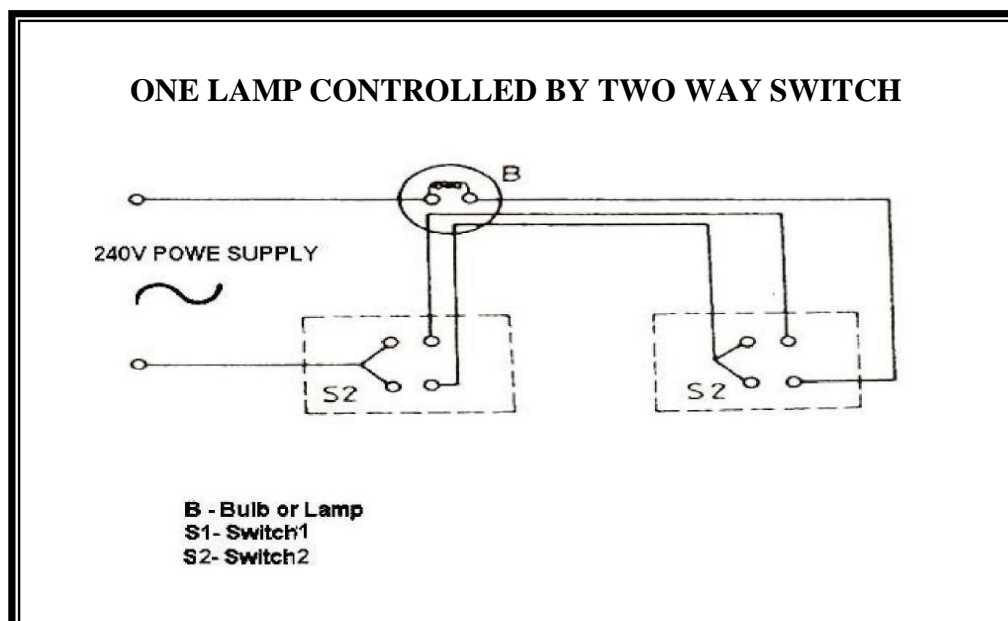 ONE LAMP CONTROLLED BY TWO WAY SWITCH
B
240V POWE SUPPLY
S2
S2
B - Bulb or Lamp
S1- Switch1
S2- Switch2